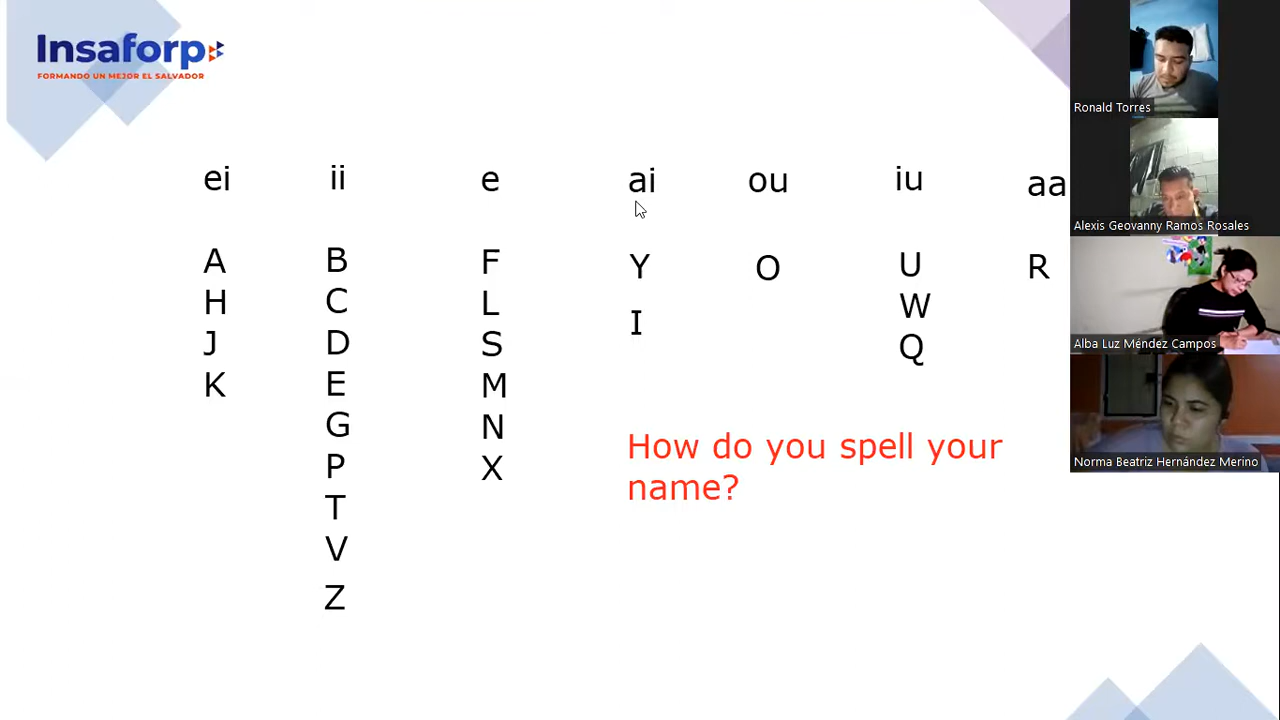 Insaforp
FORMANDO UN MEJOR EL SALVADOR
ei ii e ai ou iu aa
A B F Y O U R
H C L I W
J D S Q
K E M
G N
P X
T
V
Z
How do you spell your
name?
Ronald Torres
Alexis Geovanny Ramos Rosales
Alba Luz Méndez Campos
Norma Beatriz Hernández Merino